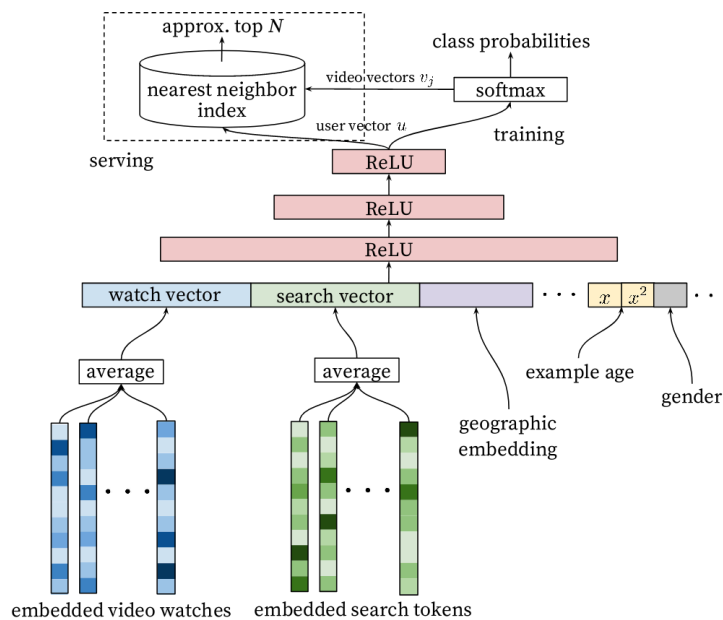 approx. top N
class probabilities
nearest neighbor
index
video vectors v_j
softmax
user vector u
training
serving
ReLU
ReLU
ReLU
watch vector
search vector
. . .
x
x²
. .
average
average
example age
gender
geographic
embedding
. . .
. . .
embedded video watches
embedded search tokens